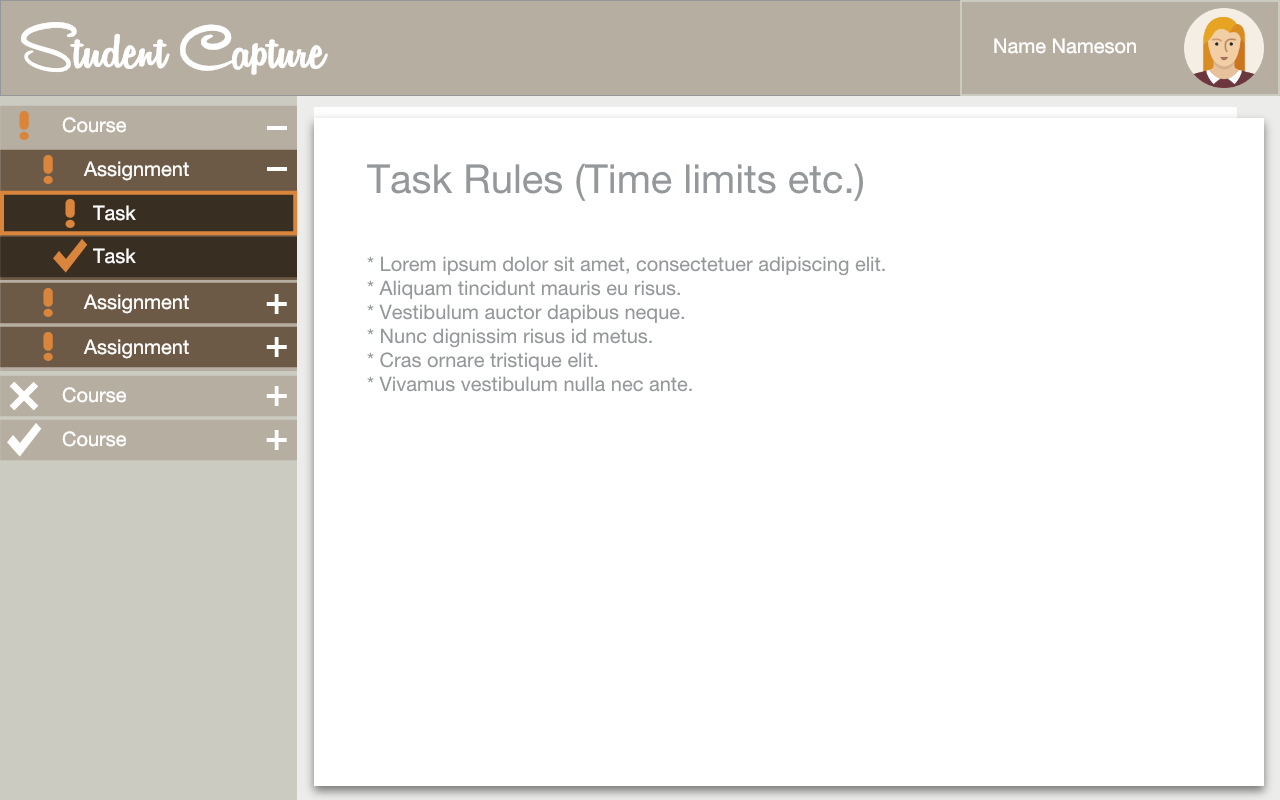 Student Capture
Name Nameson
Course
Assignment
Task
Task
Assignment
Assignment
Course
Course
Task Rules (Time limits etc.)
* Lorem ipsum dolor sit amet, consectetuer adipiscing elit.
* Aliquam tincidunt mauris eu risus.
* Vestibulum auctor dapibus neque.
* Nunc dignissim risus id metus.
* Cras ornare tristique elit.
* Vivamus vestibulum nulla nec ante.